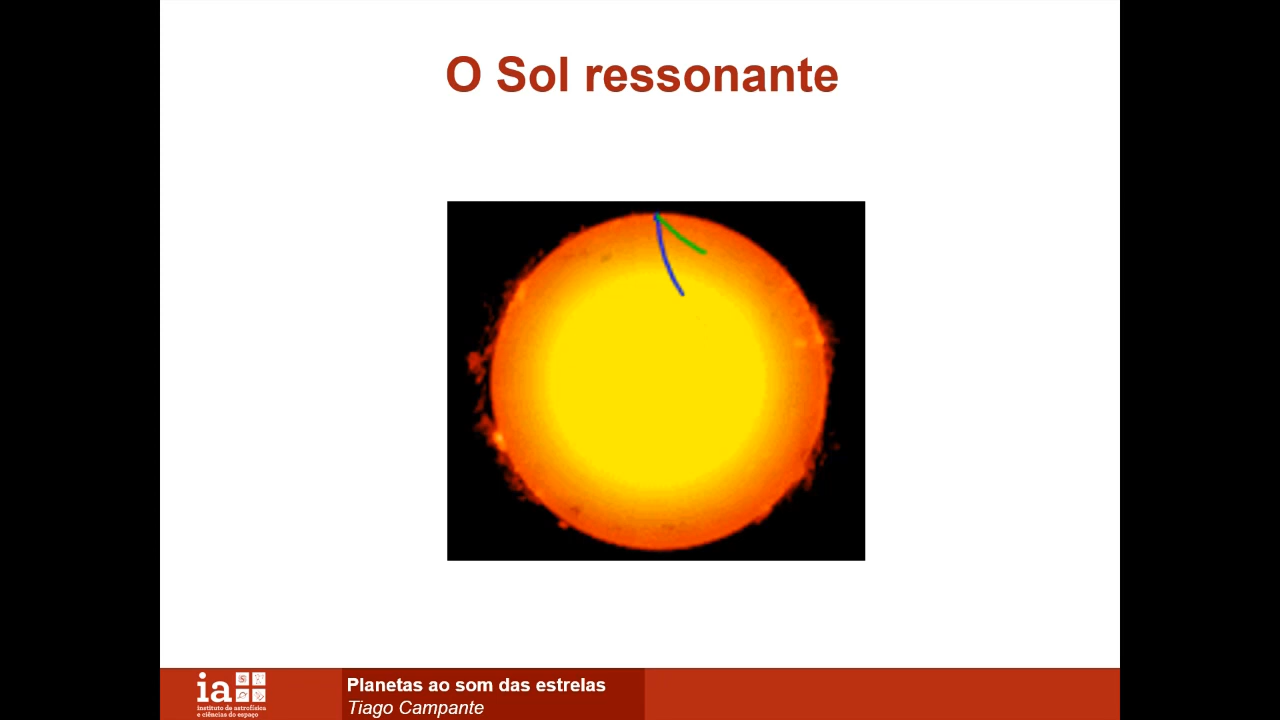 O Sol ressonante
ia
instituto de astrofísica
e ciências do espaço
Planetas ao som das estrelas
Tiago Campante